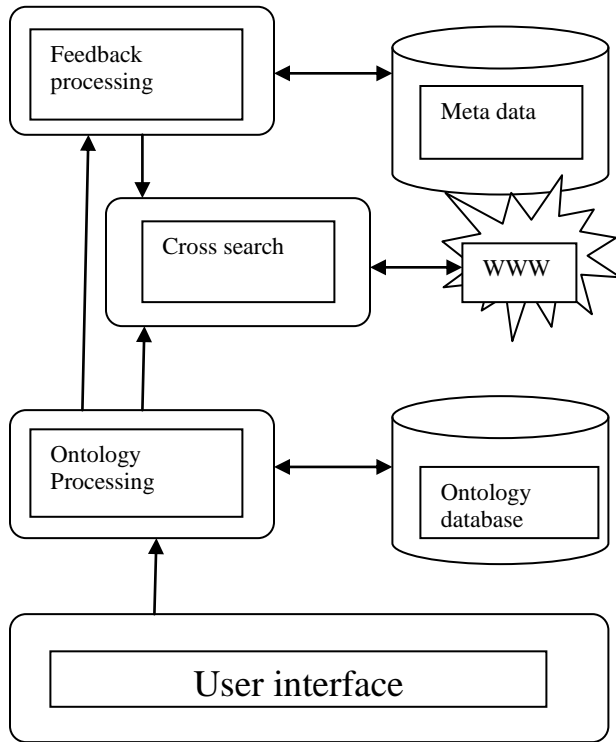 Feedback
processing
Meta data
Cross search
WWW
Ontology
Processing
Ontology
database
User interface